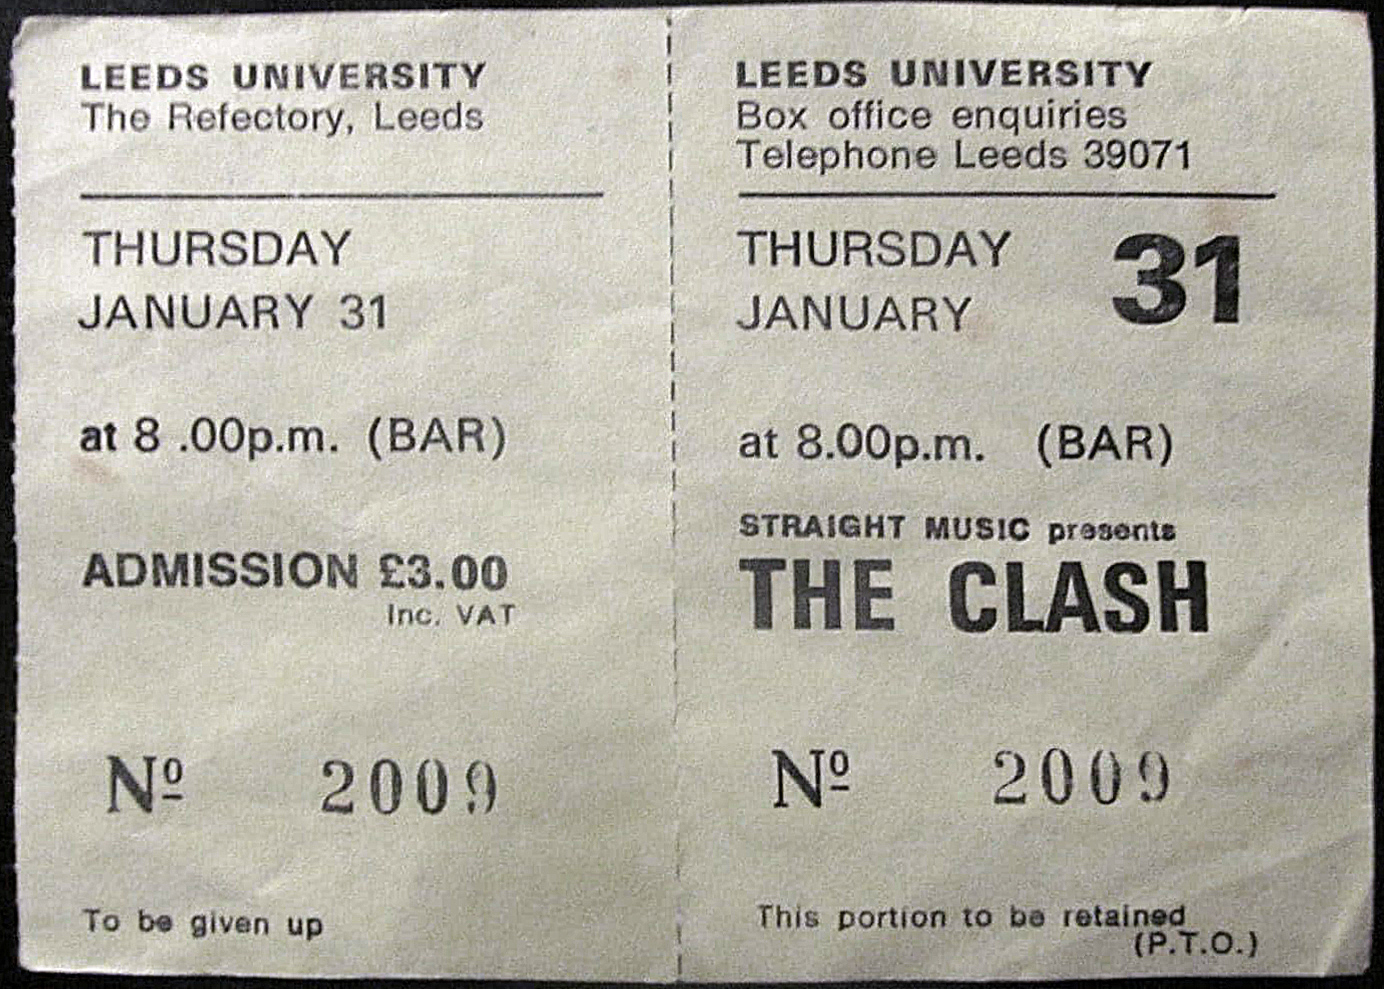 LEEDS UNIVERSITY
The Refectory, Leeds
THURSDAY
JANUARY 31
at 8 .00p.m. (BAR)
ADMISSION £3.00
Inc. VAT
Nº 2009
To be given up
LEEDS UNIVERSITY
Box office enquiries
Telephone Leeds 39071
THURSDAY 31
JANUARY
at 8.00p.m. (BAR)
STRAIGHT MUSIC presents
THE CLASH
Nº 2009
This portion to be retained
(P.T.O.)